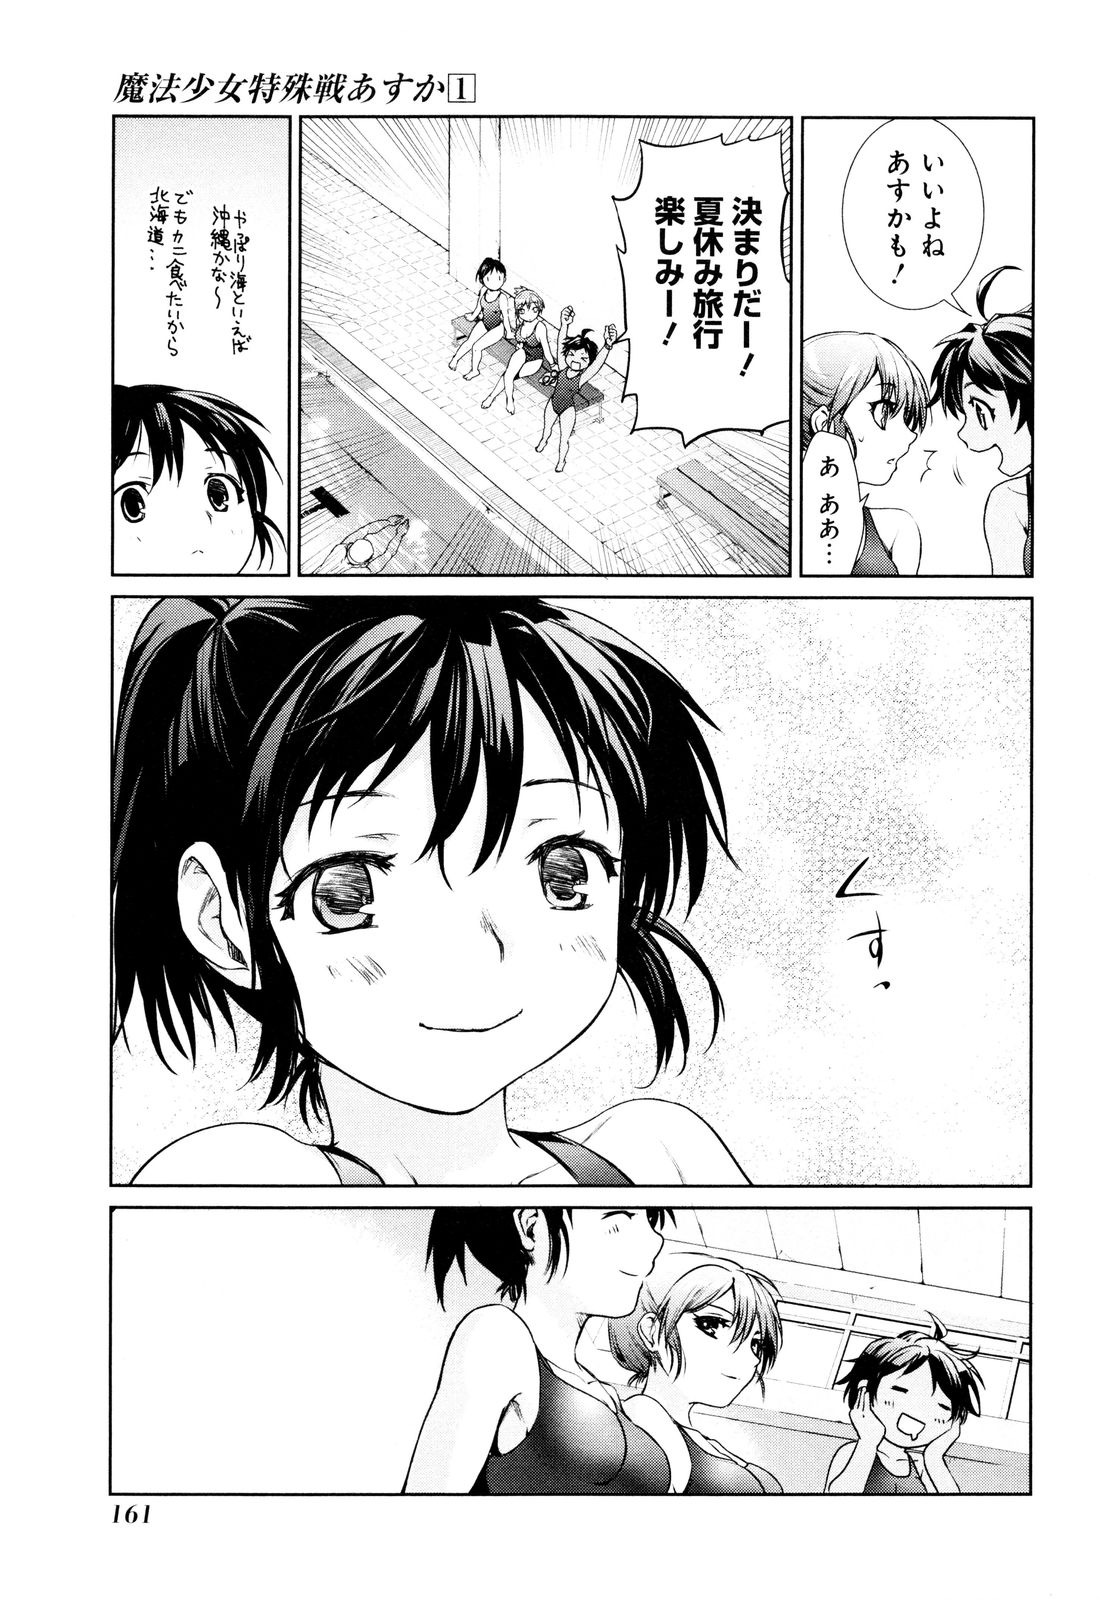 魔法少女特殊戦あすか1
いいよね
あすかも!
あ ああ…
決まりだー!
夏休み旅行
楽しみー!
やっぱり海といえば
沖縄かな〜
でもカニ食べたいから
北海道…
くすっ
161